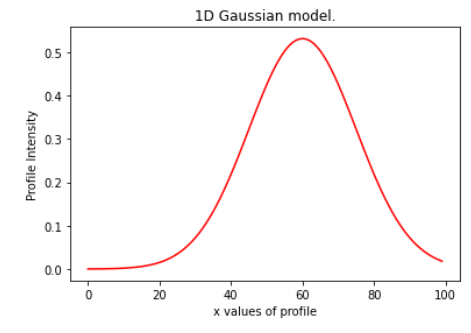 1D Gaussian model.
Profile Intensity
0.5
0.4
0.3
0.2
0.1
0.0
0 20 40 60 80 100
x values of profile